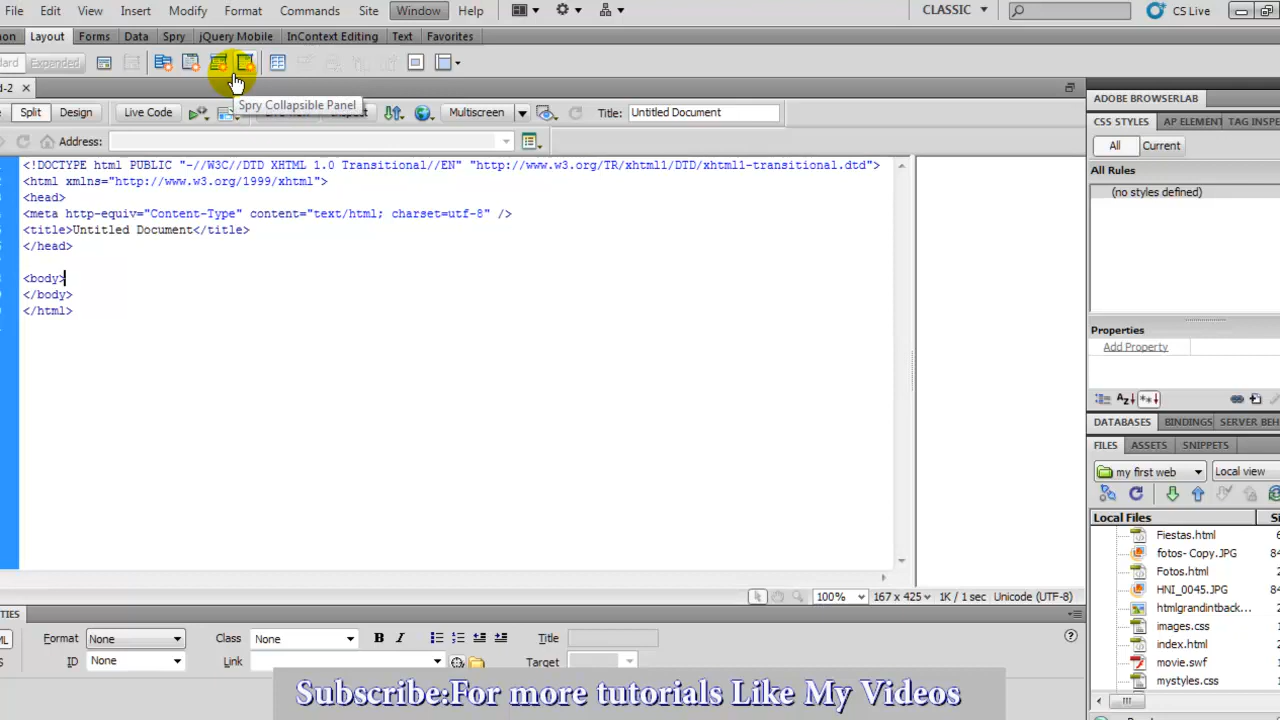 File Edit View Insert Modify Format Commands Site Window Help CLASSIC CS Live
Layout Forms Data Spry jQuery Mobile InContext Editing Text Favorites
Expanded
Spry Collapsible Panel
Split Design Live Code Multiscreen Title: Untitled Document
Address:
<!DOCTYPE html PUBLIC "-//W3C//DTD XHTML 1.0 Transitional//EN" "http://www.w3.org/TR/xhtml1/DTD/xhtml1-transitional.dtd">
<html xmlns="http://www.w3.org/1999/xhtml">
<head>
<meta http-equiv="Content-Type" content="text/html; charset=utf-8" />
<title>Untitled Document</title>
</head>
<body>
</body>
</html>
100% 167 x 425 1K / 1 sec Unicode (UTF-8)
Format None Class None B I Title
ID None Link Target
ADOBE BROWSERLAB
CSS STYLES AP ELEMENT TAG INSPE
All Current
All Rules
(no styles defined)
Properties
Add Property
DATABASES BINDINGS SERVER BEH
FILES ASSETS SNIPPETS
my first web Local view
Local Files
Fiestas.html
fotos- Copy.JPG
Fotos.html
HNI_0045.JPG
htmlgrandintback...
images.css
index.html
movie.swf
mystyles.css
Subscribe.For more tutorials Like My Videos